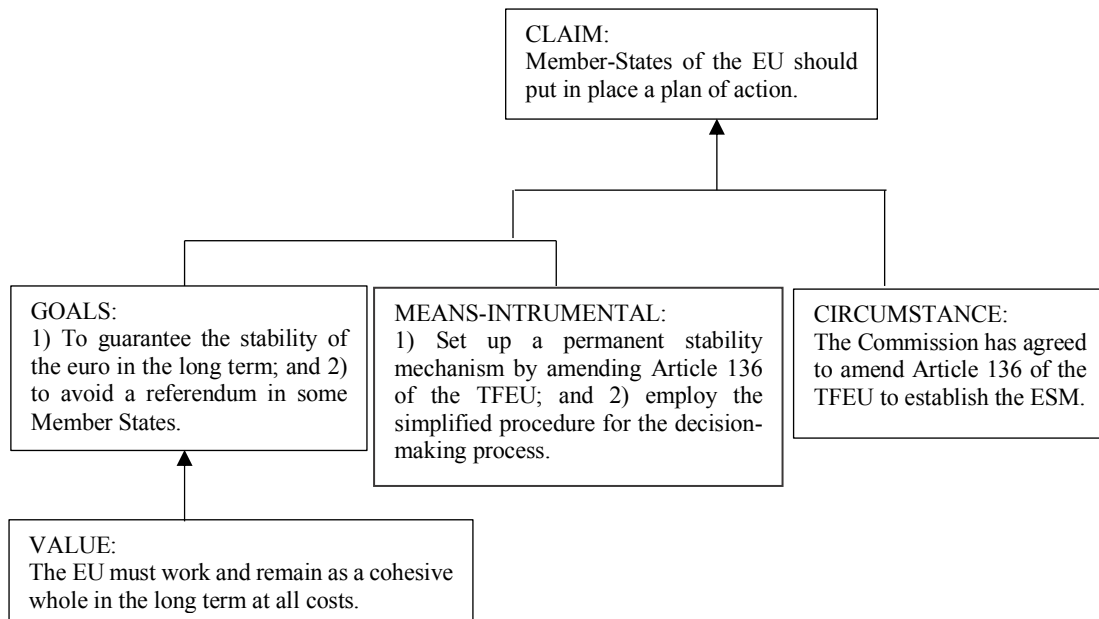 CLAIM:
Member-States of the EU should
put in place a plan of action.
GOALS:
1) To guarantee the stability of
the euro in the long term; and 2)
to avoid a referendum in some
Member States.
MEANS-INTRUMENTAL:
1) Set up a permanent stability
mechanism by amending Article 136
of the TFEU; and 2) employ the
simplified procedure for the decision-
making process.
CIRCUMSTANCE:
The Commission has agreed
to amend Article 136 of the
TFEU to establish the ESM.
VALUE:
The EU must work and remain as a cohesive
whole in the long term at all costs.